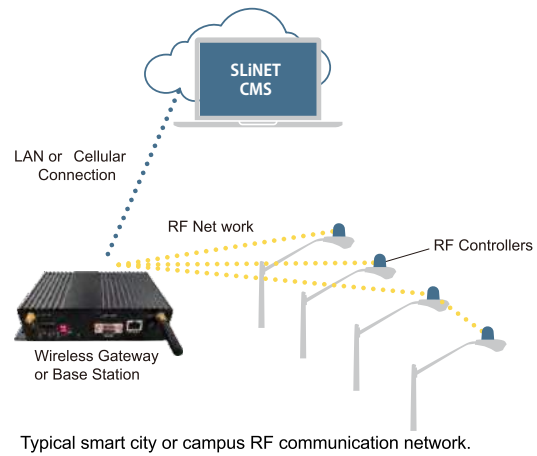 SLiNET
CMS
LAN or Cellular
Connection
RF Net work
RF Controllers
Wireless Gateway
or Base Station
Typical smart city or campus RF communication network.